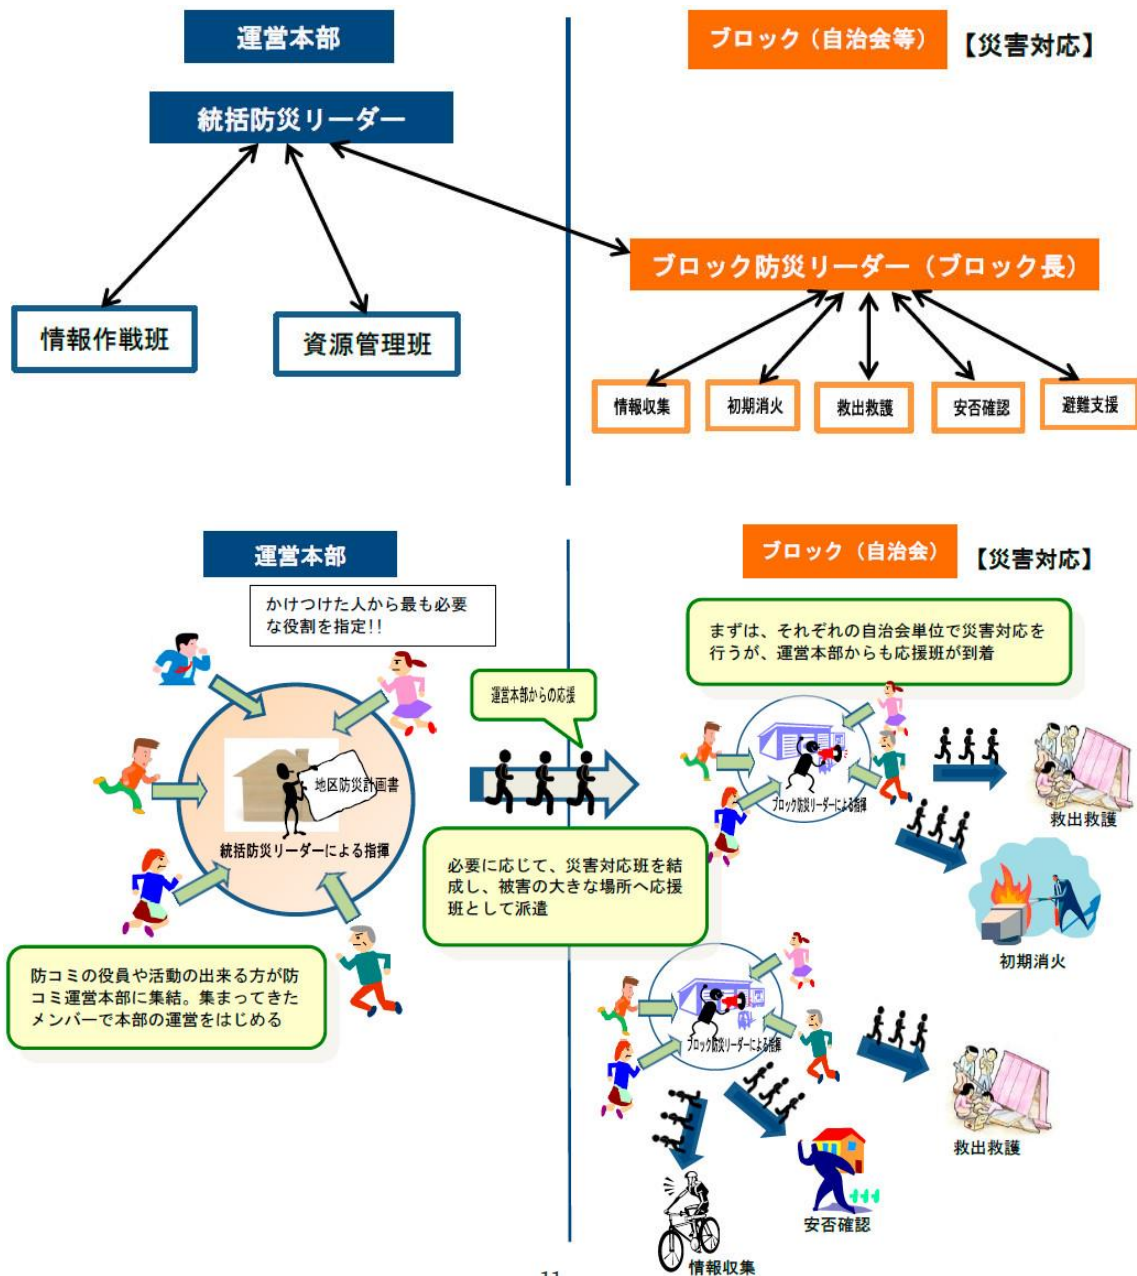 運営本部
ブロック（自治会等）
【災害対応】
統括防災リーダー
ブロック防災リーダー（ブロック長）
情報作戦班
資源管理班
情報収集
初期消火
救出救護
安否確認
避難支援
運営本部
ブロック（自治会）
【災害対応】
かけつけた人から最も必要
な役割を指定!!
まずは、それぞれの自治会単位で災害対応を
行うが、運営本部からも応援班が到着
運営本部からの応援
地区防災計画書
統括防災リーダーによる指揮
ブロック防災リーダーによる指揮
救出救護
必要に応じて、災害対応班を結
成し、被害の大きな場所へ応援
班として派遣
初期消火
防コミの役員や活動の出来る方が防
コミ運営本部に集結。集まってきた
メンバーで本部の運営をはじめる
ブロック防災リーダーによる指揮
救出救護
安否確認
情報収集
11